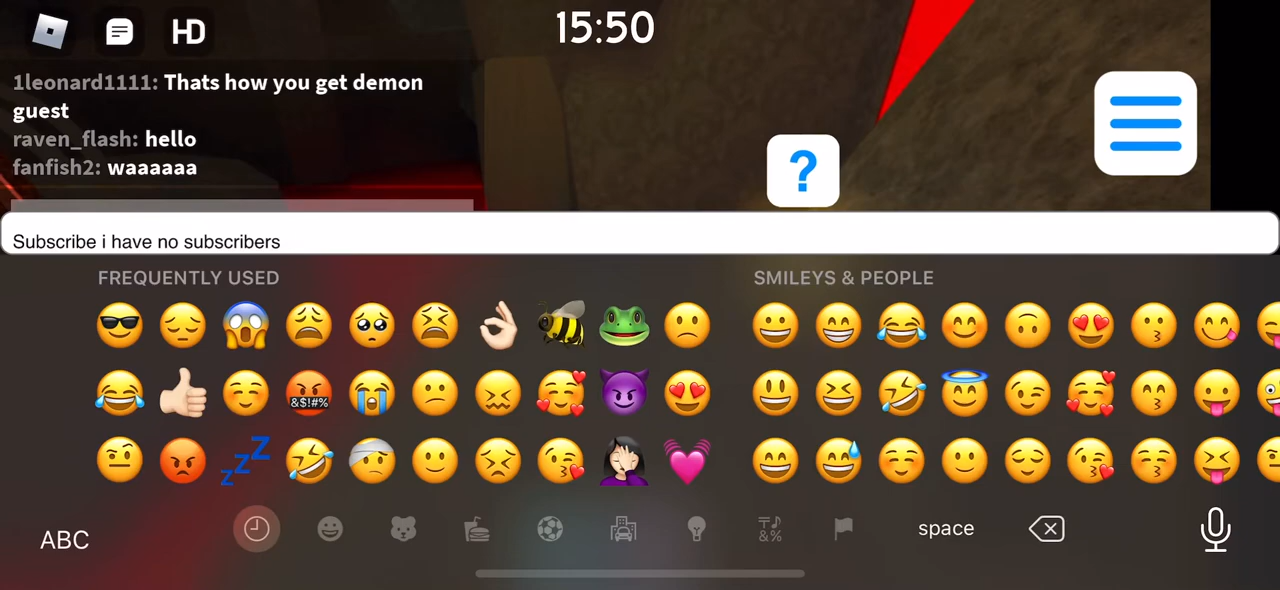 HD
15:50
1leonard1111: Thats how you get demon
guest
raven_flash: hello
fanfish2: waaaaaa
?
Subscribe i have no subscribers
FREQUENTLY USED
SMILEYS & PEOPLE
&$!#%
ABC
space